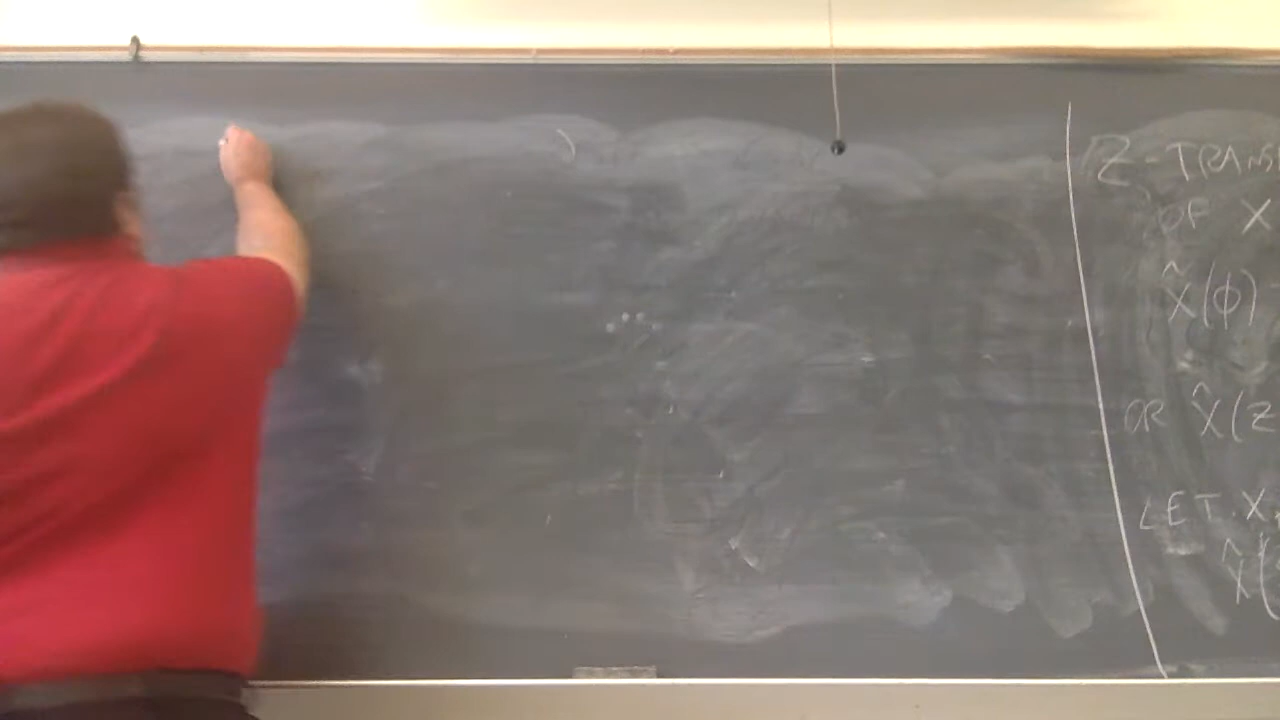 Z-TRANS
OF X
X̂(ϕ)
OR X̂(Z
LET X
X̂(